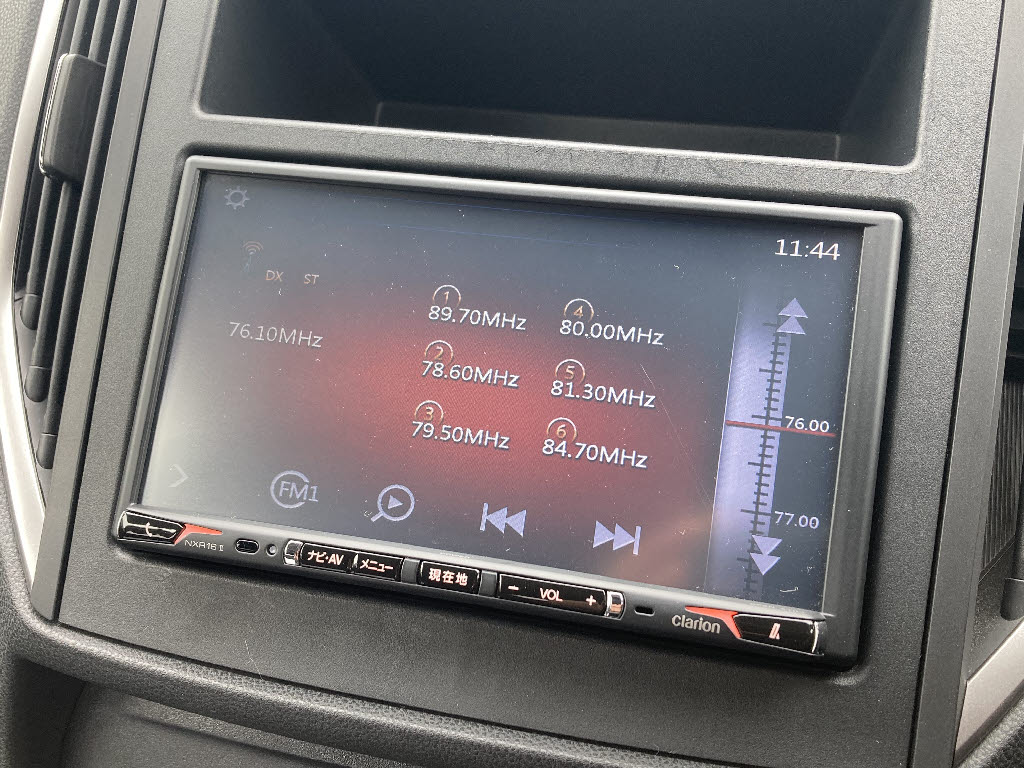 11:44
DX ST
76.10MHz
1
89.70MHz
4
80.00MHz
2
78.60MHz
5
81.30MHz
3
79.50MHz
6
84.70MHz
76.00
77.00
FM1
NXR16 II
ナビ・AV
メニュー
現在地
− VOL +
clarion